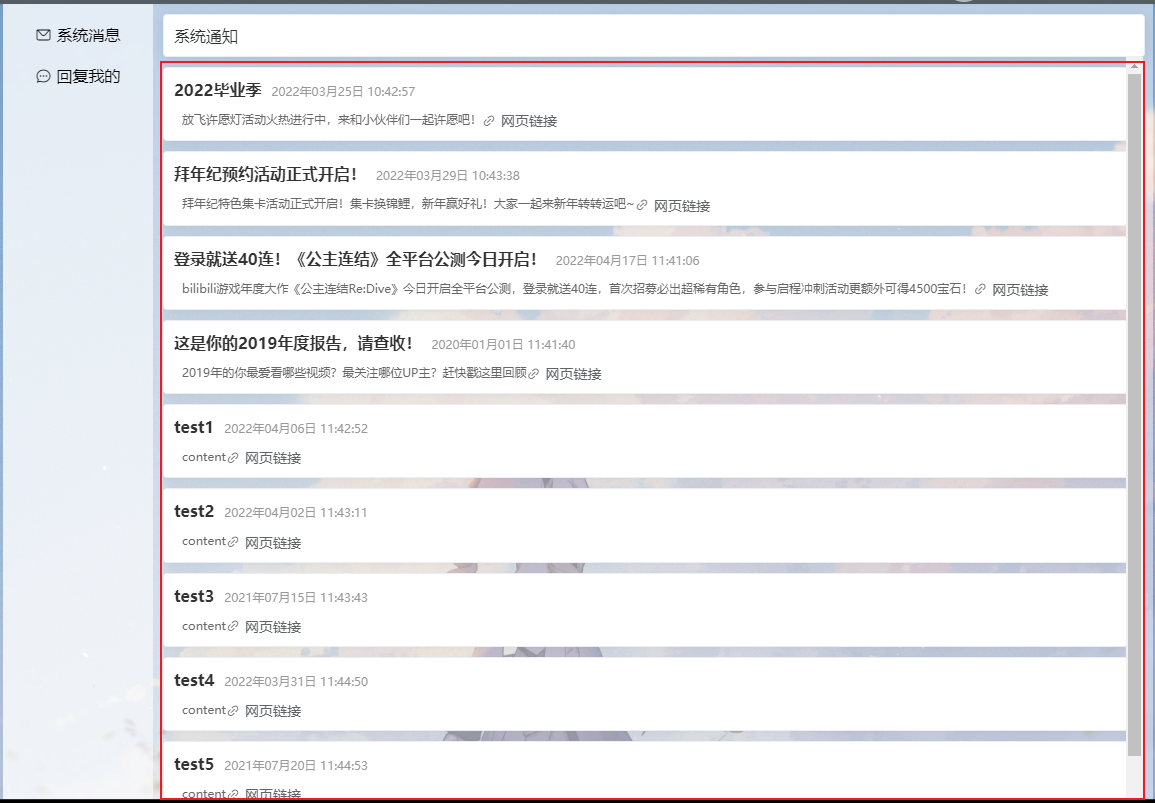 系统消息
回复我的
系统通知
2022毕业季 2022年03月25日 10:42:57
放飞许愿灯活动火热进行中，来和小伙伴们一起许愿吧！ 网页链接
拜年纪预约活动正式开启！ 2022年03月29日 10:43:38
拜年纪特色集卡活动正式开启！集卡换锦鲤，新年赢好礼！大家一起来新年转转运吧~ 网页链接
登录就送40连！《公主连结》全平台公测今日开启！ 2022年04月17日 11:41:06
bilibili游戏年度大作《公主连结Re:Dive》今日开启全平台公测，登录就送40连，首次招募必出超稀有角色，参与启程冲刺活动更额外可得4500宝石！ 网页链接
这是你的2019年度报告，请查收！ 2020年01月01日 11:41:40
2019年的你最爱看哪些视频？最关注哪位UP主？赶快戳这里回顾 网页链接
test1 2022年04月06日 11:42:52
content 网页链接
test2 2022年04月02日 11:43:11
content 网页链接
test3 2021年07月15日 11:43:43
content 网页链接
test4 2022年03月31日 11:44:50
content 网页链接
test5 2021年07月20日 11:44:53
content 网页链接